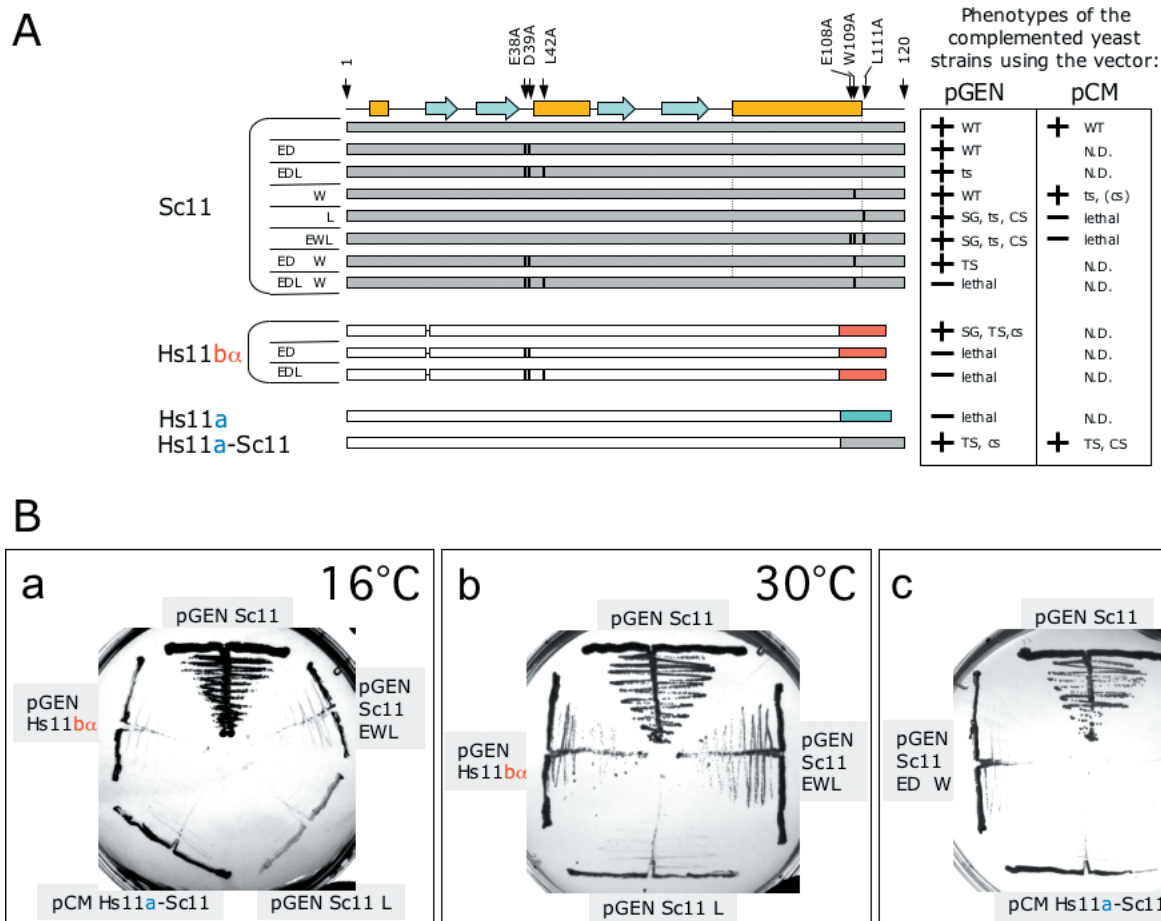 A
Phenotypes of the
complemented yeast
strains using the vector:
1
E38A
D39A
L42A
E108A
W109A
L111A
120
pGEN
pCM
Sc11
+ WT + WT
ED + WT N.D.
EDL + ts N.D.
W + WT + ts, (cs)
L + SG, ts, CS − lethal
EWL + SG, ts, CS − lethal
ED W + TS N.D.
EDL W − lethal N.D.
Hs11bα
+ SG, TS,cs N.D.
ED − lethal N.D.
EDL − lethal N.D.
Hs11a − lethal N.D.
Hs11a-Sc11 + TS, cs + TS, CS
B
a
16°C
pGEN Sc11
pGEN
Hs11bα
pGEN
Sc11
EWL
pCM Hs11a-Sc11
pGEN Sc11 L
b
30°C
pGEN Sc11
pGEN
Hs11bα
pGEN
Sc11
EWL
pGEN Sc11 L
c
pGEN Sc11
pGEN
Sc11
ED W
pCM Hs11a-Sc11